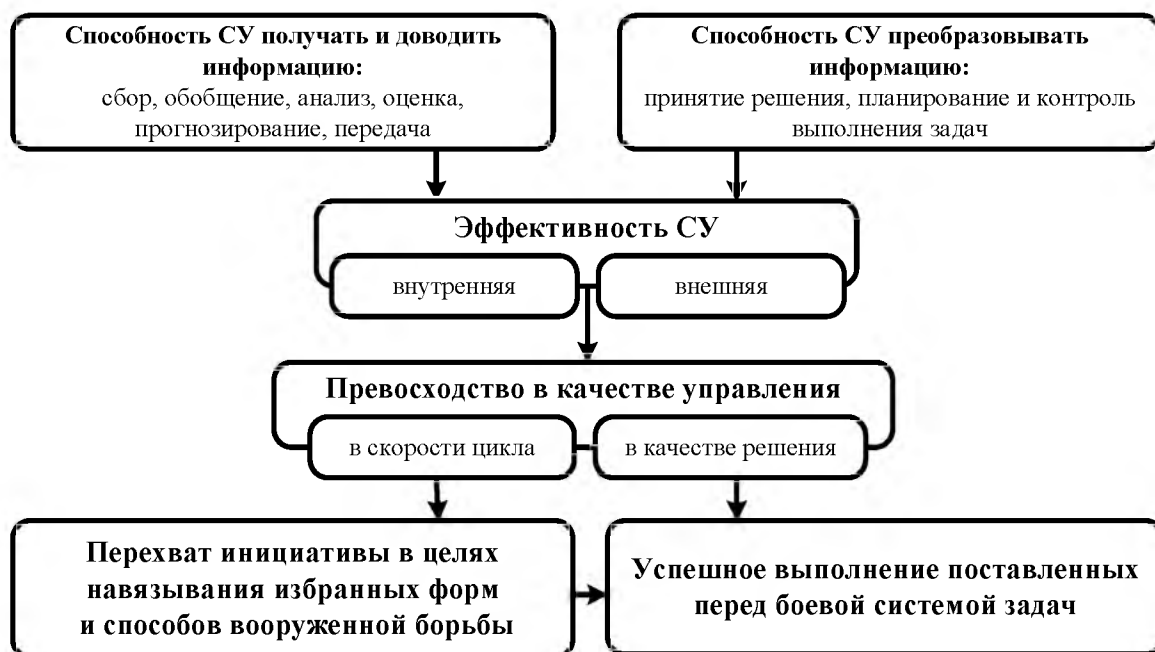 Способность СУ получать и доводить
информацию:
сбор, обобщение, анализ, оценка,
прогнозирование, передача
Способность СУ преобразовывать
информацию:
принятие решения, планирование и контроль
выполнения задач
Эффективность СУ
внутренняя
внешняя
Превосходство в качестве управления
в скорости цикла
в качестве решения
Перехват инициативы в целях
навязывания избранных форм
и способов вооруженной борьбы
Успешное выполнение поставленных
перед боевой системой задач